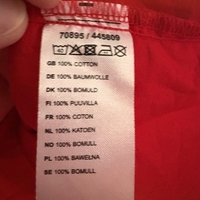 70895 / 445809
40
GB 100% COTTON
DE 100% BAUMWOLLE
DK 100% BOMULD
FI 100% PUUVILLA
FR 100% COTON
NL 100% KATOEN
NO 100% BOMULL
PL 100% BAWELNA
SE 100% BOMULL